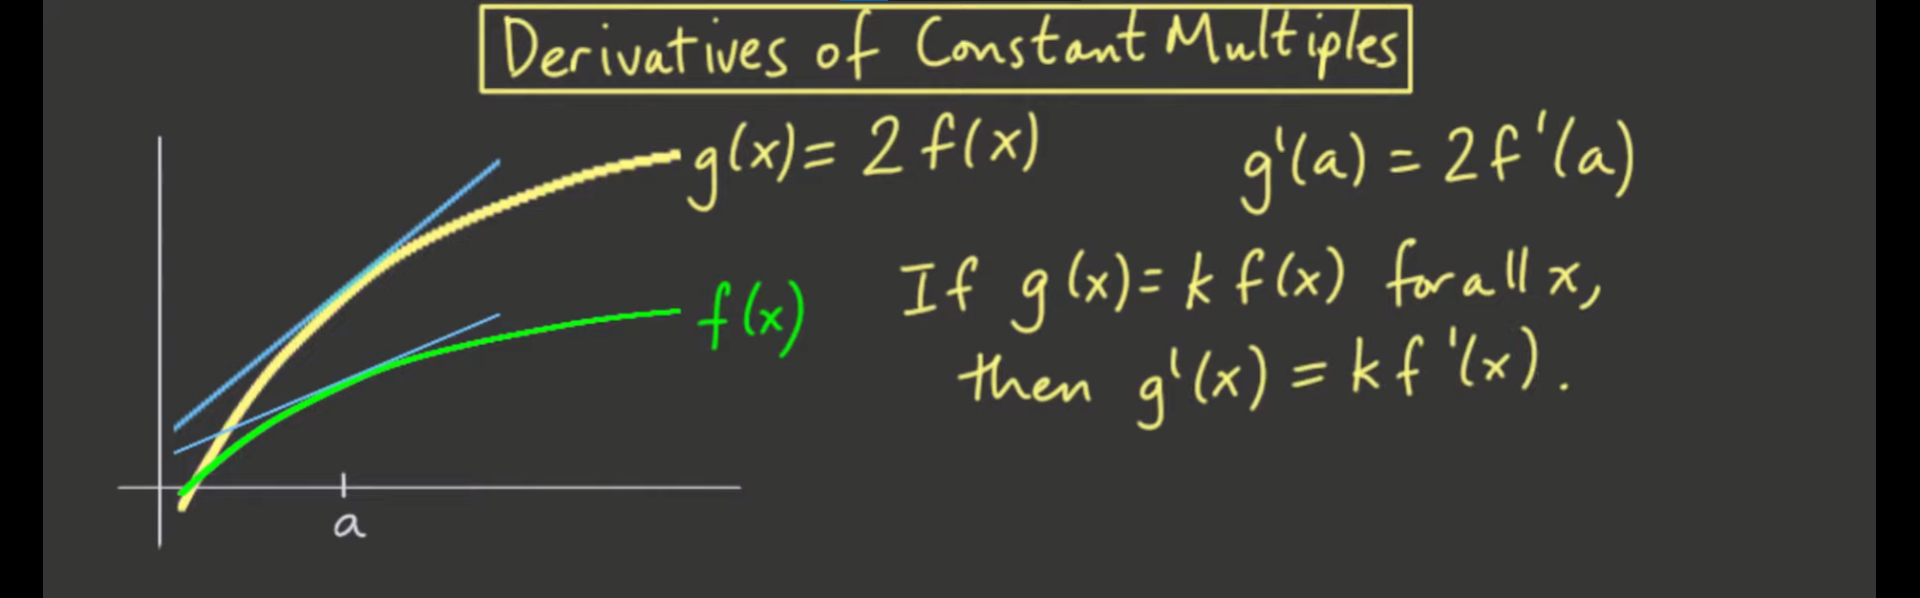 Derivatives of Constant Multiples
g(x) = 2 f(x)
g'(a) = 2f'(a)
If g(x) = k f(x) for all x,
then g'(x) = k f'(x).
f(x)
a